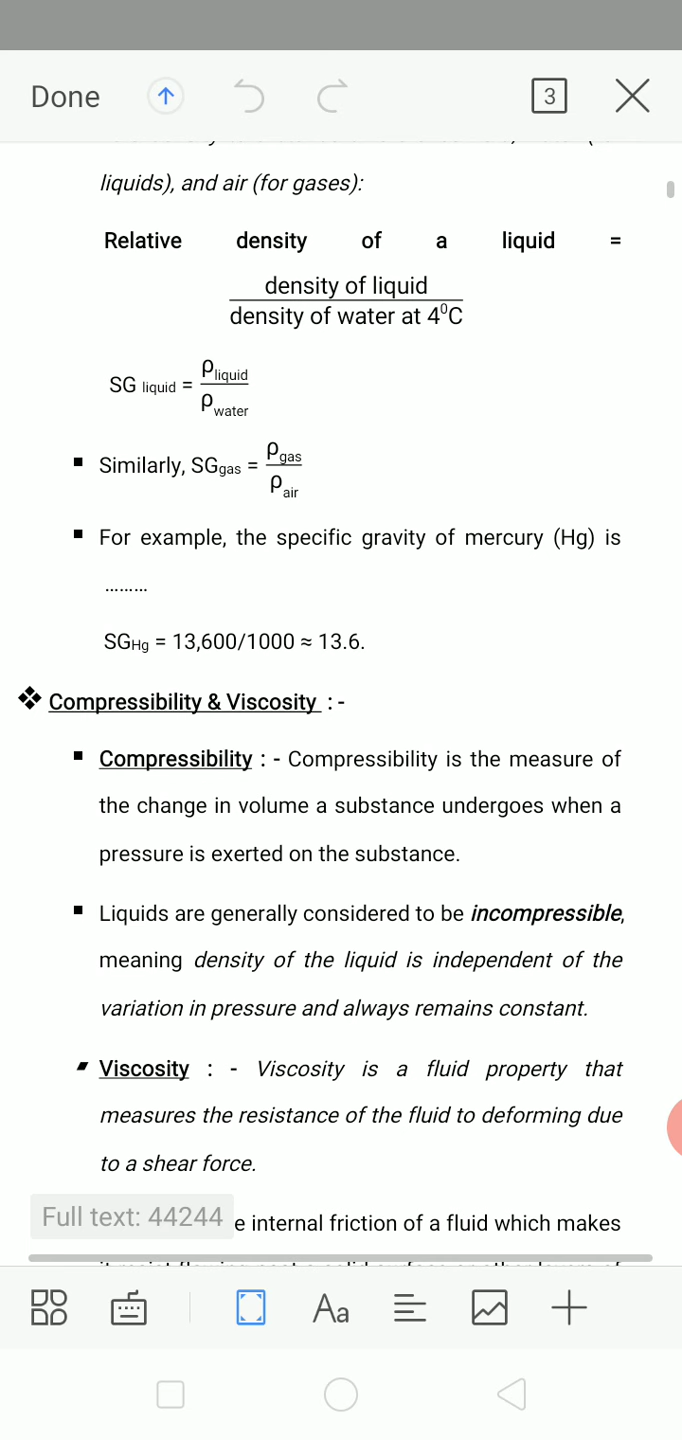 Done
3
liquids), and air (for gases):
Relative density of a liquid =
density of liquid
density of water at 4⁰C
SG liquid = ρliquid
ρwater
▪ Similarly, SGgas = ρgas
ρair
▪ For example, the specific gravity of mercury (Hg) is
.........
SGHg = 13,600/1000 ≈ 13.6.
❖ Compressibility & Viscosity : -
▪ Compressibility : - Compressibility is the measure of
the change in volume a substance undergoes when a
pressure is exerted on the substance.
▪ Liquids are generally considered to be incompressible,
meaning density of the liquid is independent of the
variation in pressure and always remains constant.
▪ Viscosity : - Viscosity is a fluid property that
measures the resistance of the fluid to deforming due
to a shear force.
Full text: 44244
e internal friction of a fluid which makes
Aa